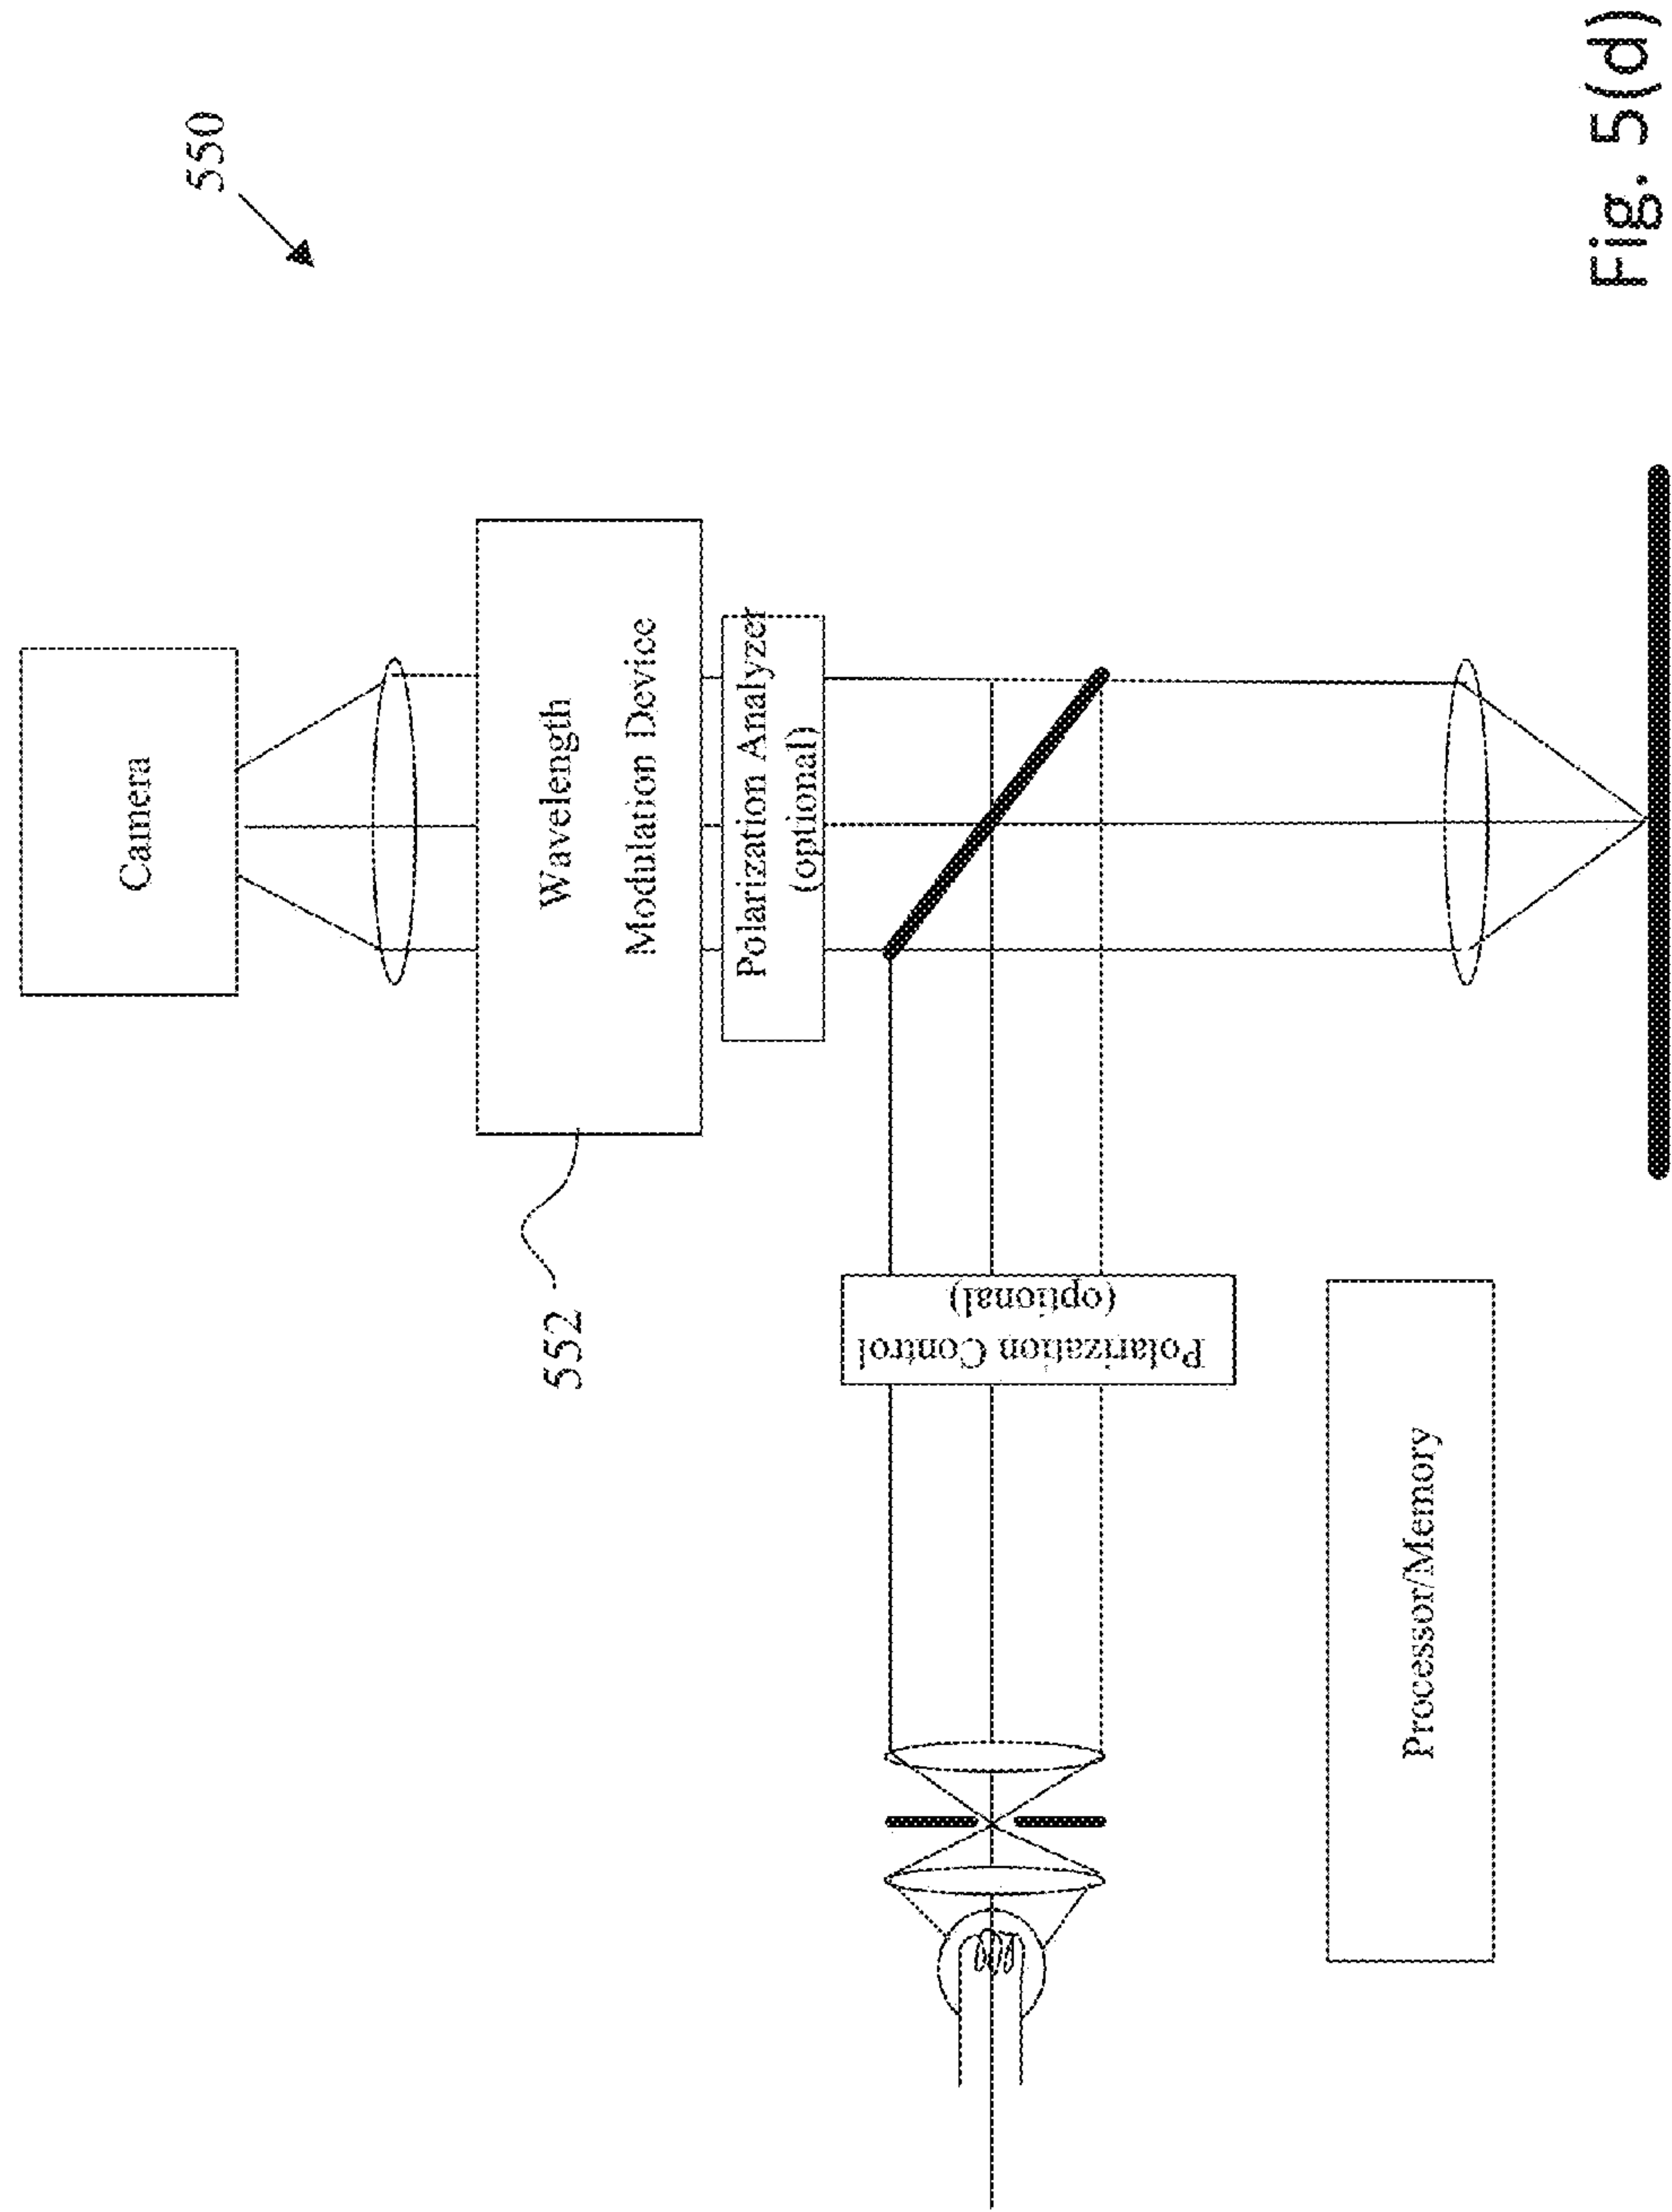 550
Camera
Wavelength
Modulation Device
Polarization Analyzer
(optional)
552
Polarization Control
(optional)
Processor/Memory
Fig. 5(d)